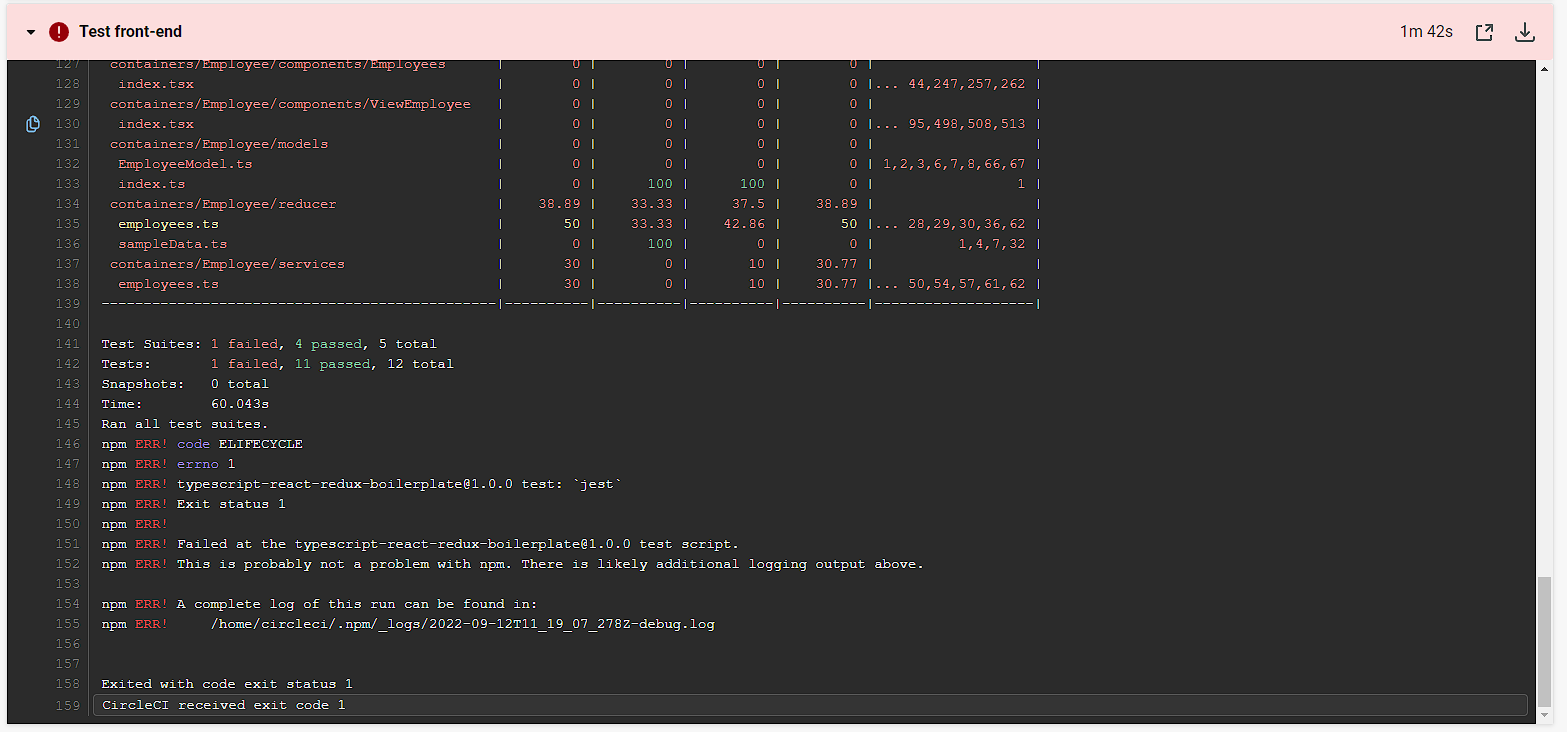 Test front-end 1m 42s
127 containers/Employee/components/Employees | 0 | 0 | 0 | 0 | |
128 index.tsx | 0 | 0 | 0 | 0 |... 44,247,257,262 |
129 containers/Employee/components/ViewEmployee | 0 | 0 | 0 | 0 | |
130 index.tsx | 0 | 0 | 0 | 0 |... 95,498,508,513 |
131 containers/Employee/models | 0 | 0 | 0 | 0 | |
132 EmployeeModel.ts | 0 | 0 | 0 | 0 | 1,2,3,6,7,8,66,67 |
133 index.ts | 0 | 100 | 100 | 0 | 1 |
134 containers/Employee/reducer | 38.89 | 33.33 | 37.5 | 38.89 | |
135 employees.ts | 50 | 33.33 | 42.86 | 50 |... 28,29,30,36,62 |
136 sampleData.ts | 0 | 100 | 0 | 0 | 1,4,7,32 |
137 containers/Employee/services | 30 | 0 | 10 | 30.77 | |
138 employees.ts | 30 | 0 | 10 | 30.77 |... 50,54,57,61,62 |
139 -----------------------------------------------|----------|----------|----------|----------|-------------------|
140
141 Test Suites: 1 failed, 4 passed, 5 total
142 Tests: 1 failed, 11 passed, 12 total
143 Snapshots: 0 total
144 Time: 60.043s
145 Ran all test suites.
146 npm ERR! code ELIFECYCLE
147 npm ERR! errno 1
148 npm ERR! typescript-react-redux-boilerplate@1.0.0 test: `jest`
149 npm ERR! Exit status 1
150 npm ERR!
151 npm ERR! Failed at the typescript-react-redux-boilerplate@1.0.0 test script.
152 npm ERR! This is probably not a problem with npm. There is likely additional logging output above.
153
154 npm ERR! A complete log of this run can be found in:
155 npm ERR! /home/circleci/.npm/_logs/2022-09-12T11_19_07_278Z-debug.log
156
157
158 Exited with code exit status 1
159 CircleCI received exit code 1